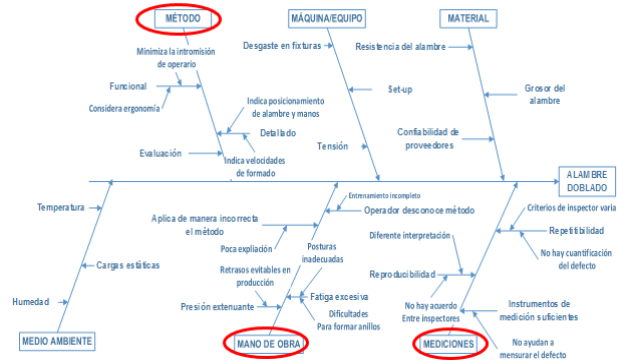 MÉTODO
MÁQUINA/EQUIPO
MATERIAL
Minimiza la intromisión
de operario
Funcional
Considera ergonomía
Indica posicionamiento
de alambre y manos
Detallado
Evaluación
Indica velocidades
de formado
Desgaste en fixturas
Set-up
Tensión
Resistencia del alambre
Grosor del
alambre
Confiabilidad de
proveedores
ALAMBRE
DOBLADO
Temperatura
Cargas estáticas
Humedad
MEDIO AMBIENTE
Entrenamiento incompleto
Operador desconoce método
Aplica de manera incorrecta
el método
Poca expliación
Posturas
inadecuadas
Retrasos evitables en
producción
Fatiga excesiva
Presión extenuante
Dificultades
Para formar anillos
MANO DE OBRA
Criterios de inspector varia
Repetitibilidad
Diferente interpretación
No hay cuantificación
del defecto
Reproducibilidad
No hay acuerdo
Entre inspectores
Instrumentos de
medición suficientes
No ayudan a
mensurar el defecto
MEDICIONES